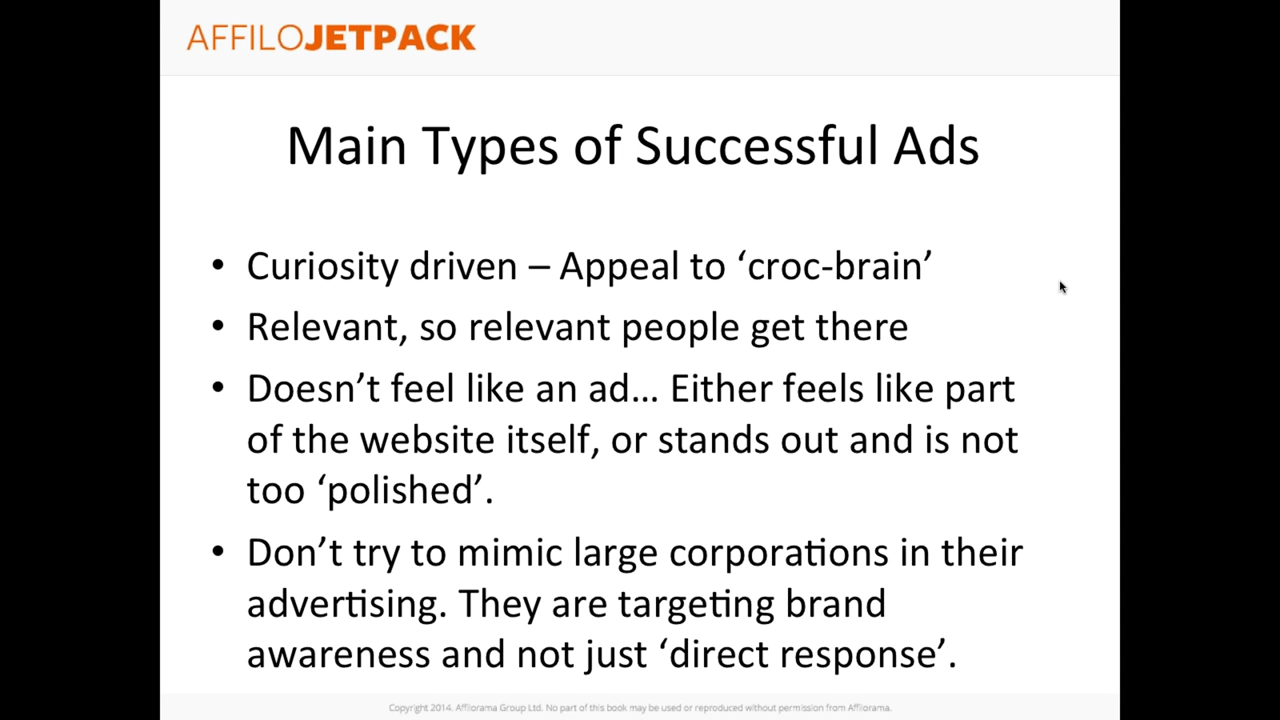 AFFILOJETPACK
Main Types of Successful Ads
• Curiosity driven – Appeal to ‘croc-brain’
• Relevant, so relevant people get there
• Doesn’t feel like an ad... Either feels like part
of the website itself, or stands out and is not
too ‘polished’.
• Don’t try to mimic large corporations in their
advertising. They are targeting brand
awareness and not just ‘direct response’.
Copyright 2014. Affilorama Group Ltd. No part of this book may be used or reproduced without permission from Affilorama.